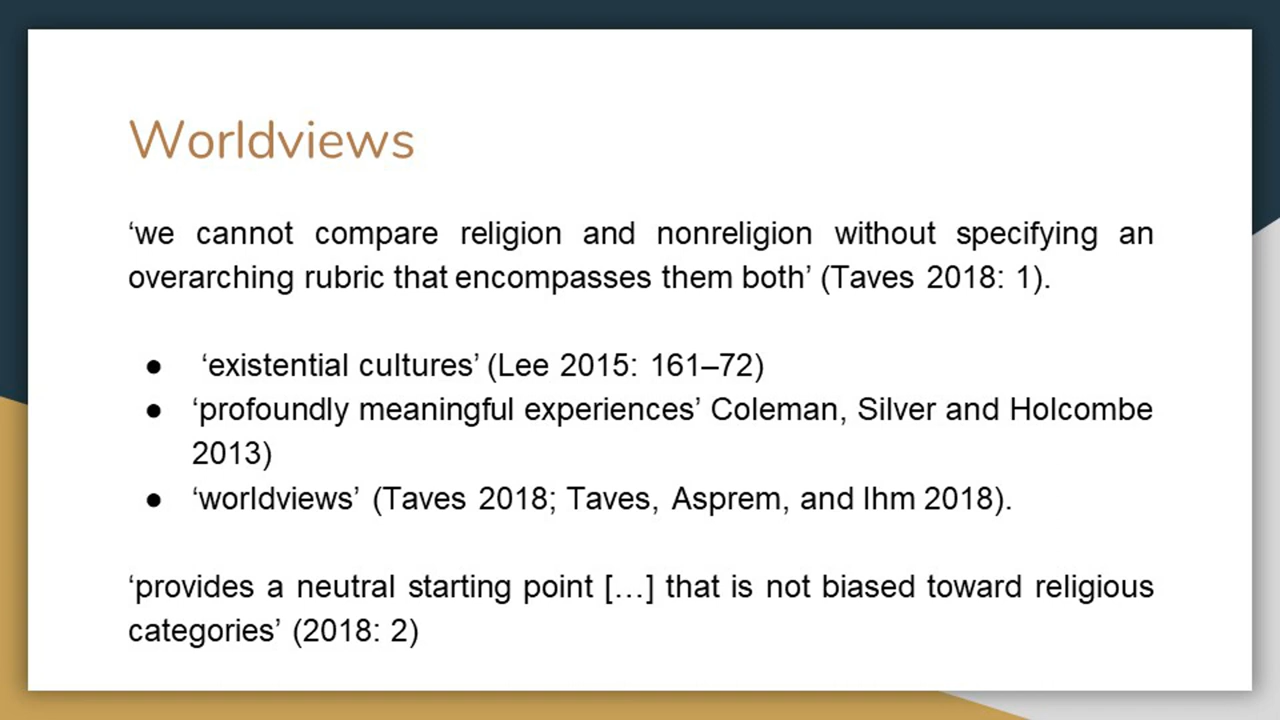 Worldviews
‘we cannot compare religion and nonreligion without specifying an
overarching rubric that encompasses them both’ (Taves 2018: 1).
● ‘existential cultures’ (Lee 2015: 161–72)
● ‘profoundly meaningful experiences’ Coleman, Silver and Holcombe
2013)
● ‘worldviews’ (Taves 2018; Taves, Asprem, and Ihm 2018).
‘provides a neutral starting point […] that is not biased toward religious
categories’ (2018: 2)